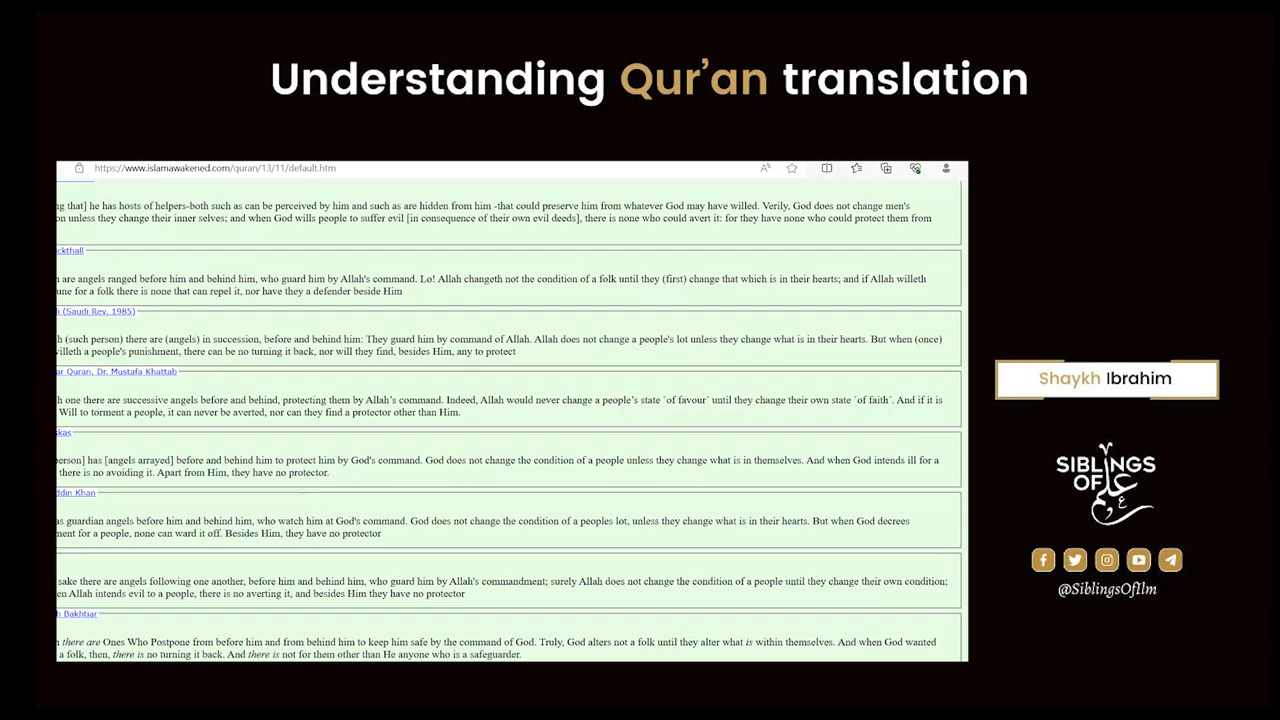 Understanding Qur’an translation
https://www.islamawakened.com/quran/13/11/default.htm
ng that] he has hosts of helpers-both such as can be perceived by him and such as are hidden from him -that could preserve him from whatever God may have willed. Verily, God does not change men's
on unless they change their inner selves; and when God wills people to suffer evil [in consequence of their own evil deeds], there is none who could avert it: for they have none who could protect them from
ckthall
n are angels ranged before him and behind him, who guard him by Allah's command. Lo! Allah changeth not the condition of a folk until they (first) change that which is in their hearts; and if Allah willeth
une for a folk there is none that can repel it, nor have they a defender beside Him
i (Saudi Rev. 1985)
h (such person) there are (angels) in succession, before and behind him: They guard him by command of Allah. Allah does not change a people's lot unless they change what is in their hearts. But when (once)
villeth a people's punishment, there can be no turning it back, nor will they find, besides Him, any to protect
ar Quran, Dr. Mustafa Khattab
h one there are successive angels before and behind, protecting them by Allah’s command. Indeed, Allah would never change a people’s state ˹of favour˺ until they change their own state ˹of faith˺. And if it is
Will to torment a people, it can never be averted, nor can they find a protector other than Him.
skas
person] has [angels arrayed] before and behind him to protect him by God's command. God does not change the condition of a people unless they change what is in themselves. And when God intends ill for a
there is no avoiding it. Apart from Him, they have no protector.
ddin Khan
as guardian angels before him and behind him, who watch him at God's command. God does not change the condition of a peoples lot, unless they change what is in their hearts. But when God decrees
ment for a people, none can ward it off. Besides Him, they have no protector
sake there are angels following one another, before him and behind him, who guard him by Allah's commandment; surely Allah does not change the condition of a people until they change their own condition;
en Allah intends evil to a people, there is no averting it, and besides Him they have no protector
h Bakhtiar
n there are Ones Who Postpone from before him and from behind him to keep him safe by the command of God. Truly, God alters not a folk until they alter what is within themselves. And when God wanted
a folk, then, there is no turning it back. And there is not for them other than He anyone who is a safeguarder.
Shaykh Ibrahim
SIBLINGS
OF علم
@SiblingsOfIlm